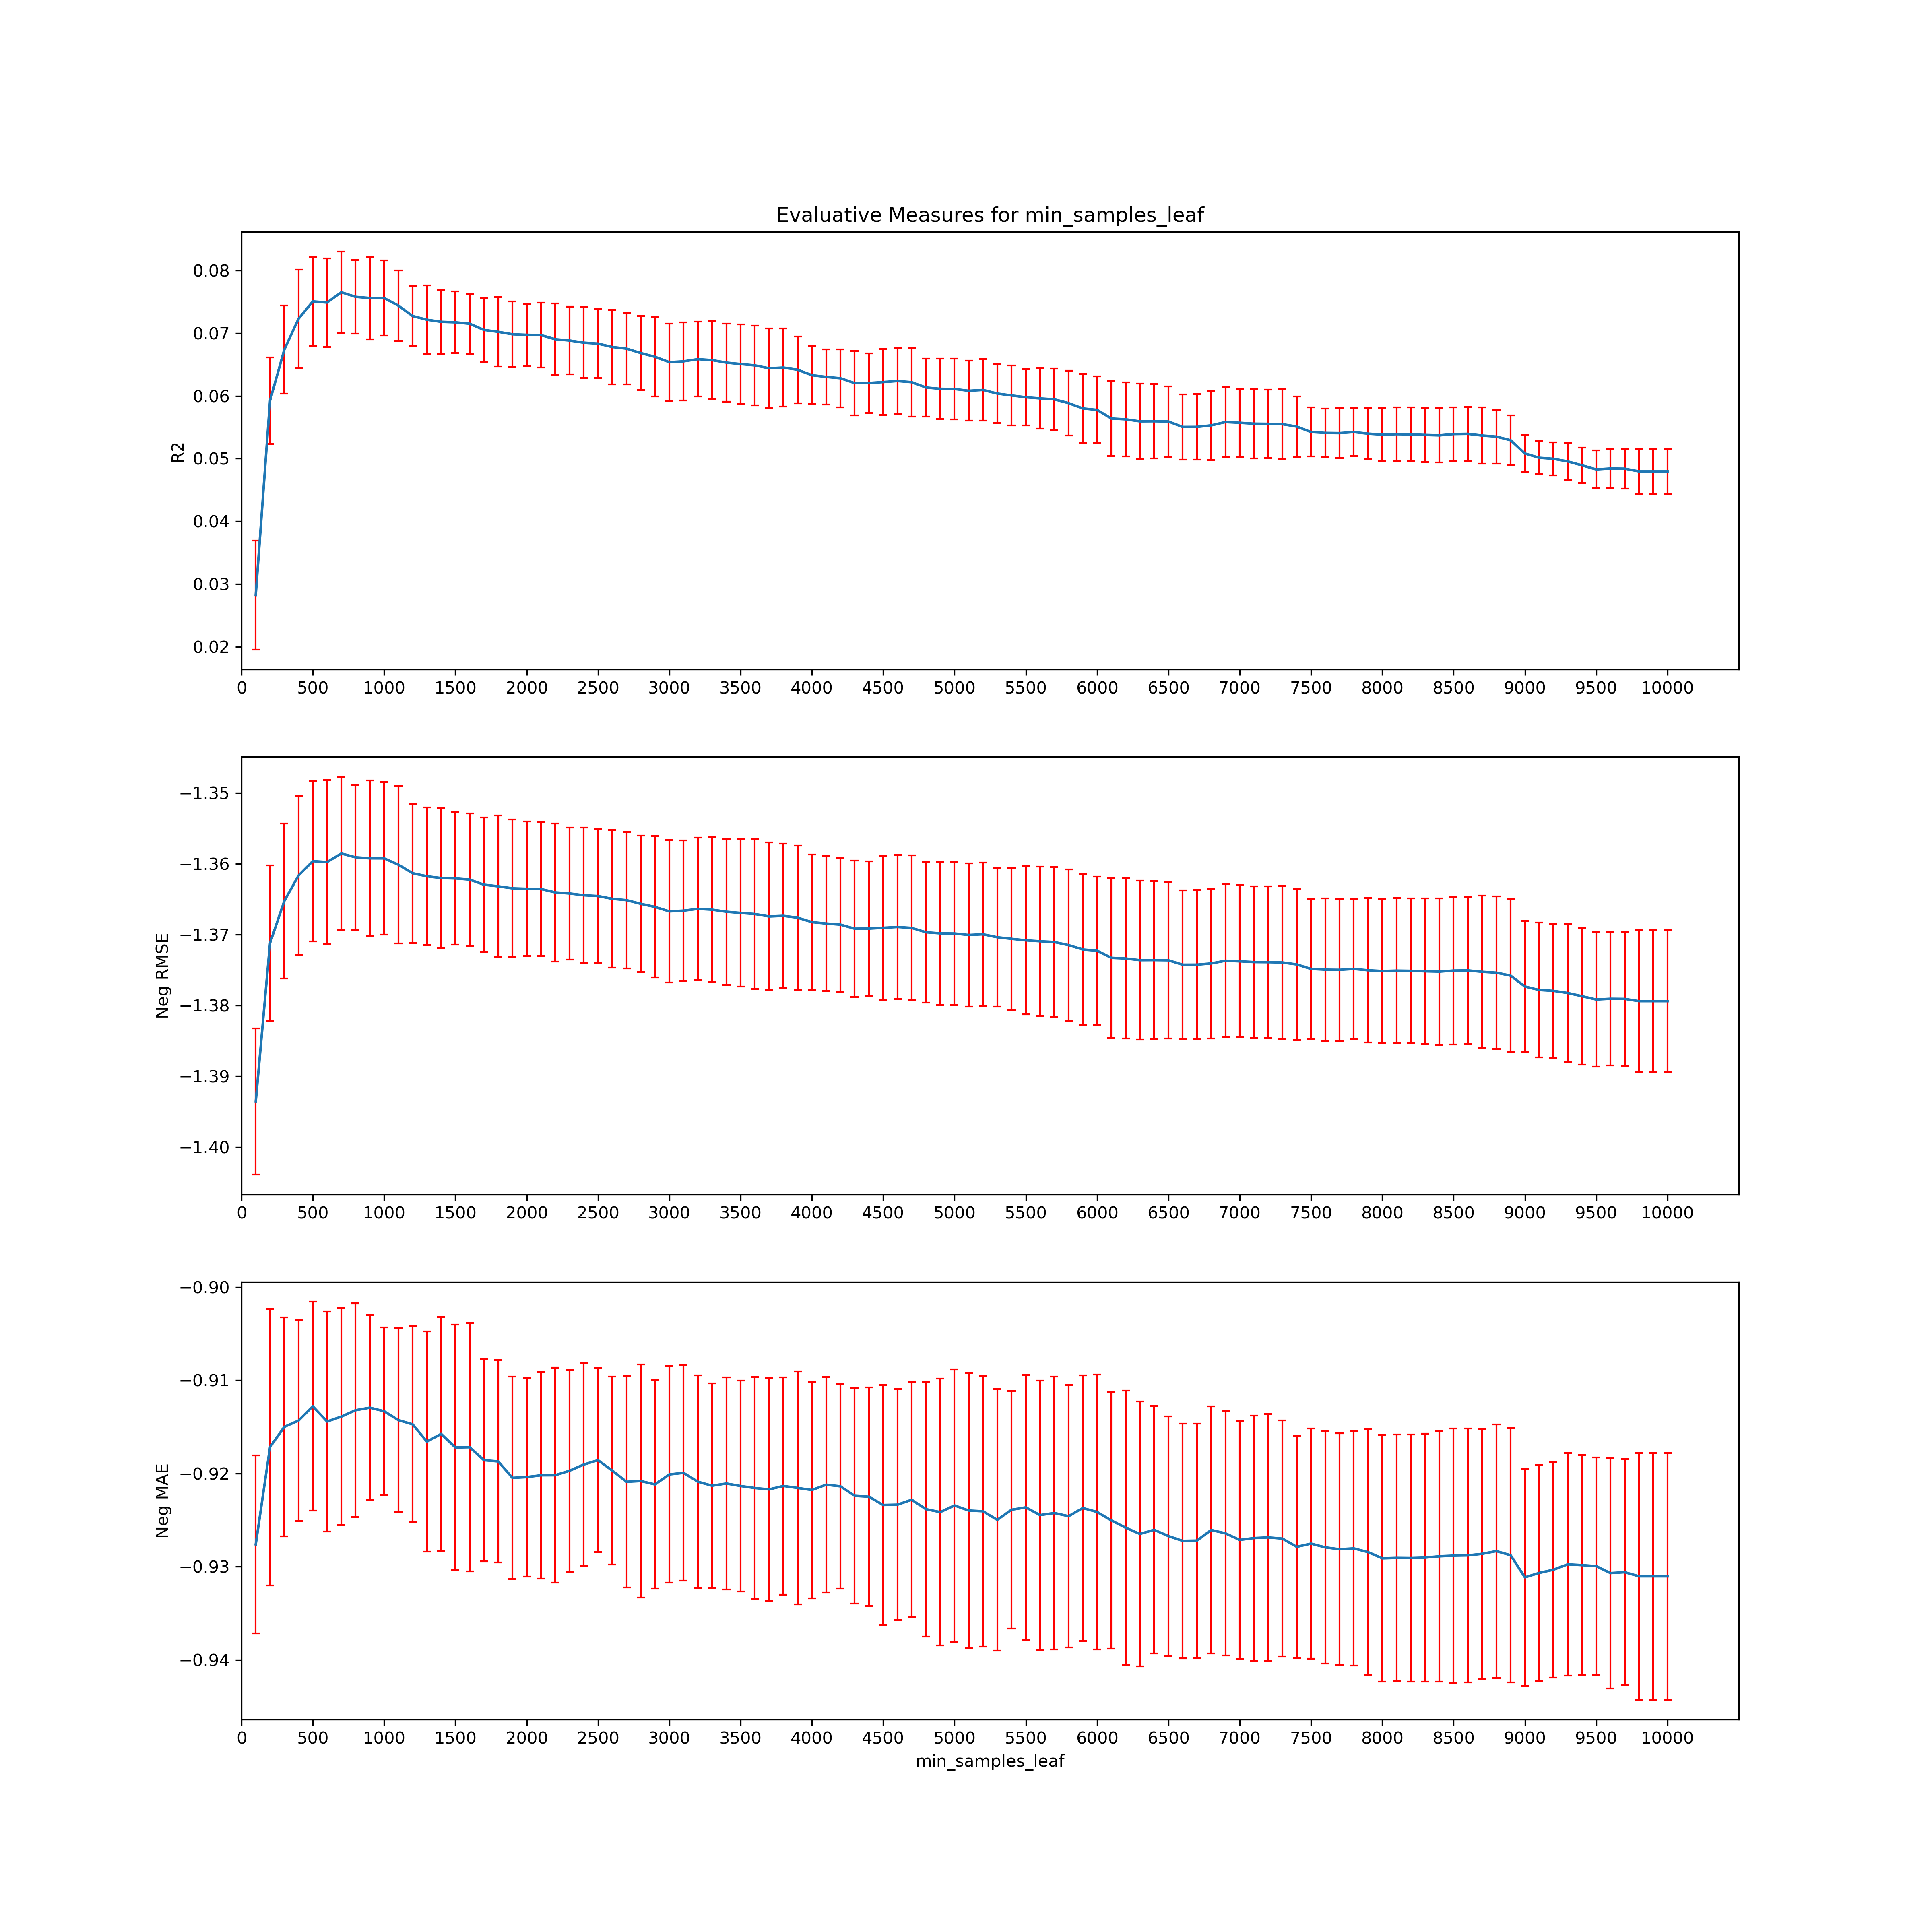 Evaluative Measures for min_samples_leaf
0.08
0.07
0.06
0.05
0.04
0.03
0.02
R2
0 500 1000 1500 2000 2500 3000 3500 4000 4500 5000 5500 6000 6500 7000 7500 8000 8500 9000 9500 10000
−1.35
−1.36
−1.37
−1.38
−1.39
−1.40
Neg RMSE
0 500 1000 1500 2000 2500 3000 3500 4000 4500 5000 5500 6000 6500 7000 7500 8000 8500 9000 9500 10000
−0.90
−0.91
−0.92
−0.93
−0.94
Neg MAE
0 500 1000 1500 2000 2500 3000 3500 4000 4500 5000 5500 6000 6500 7000 7500 8000 8500 9000 9500 10000
min_samples_leaf